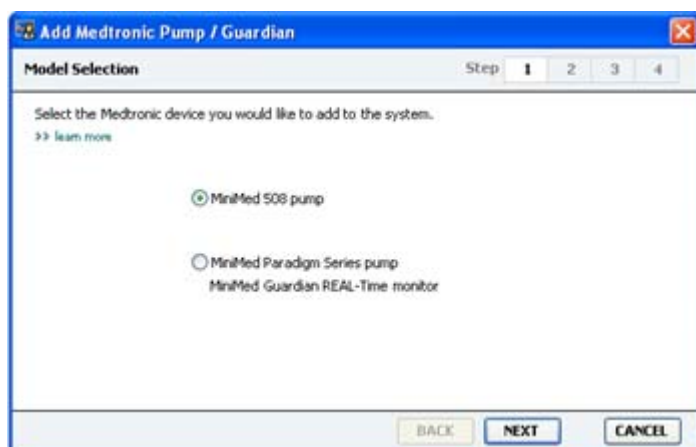 Add Medtronic Pump / Guardian
Model Selection Step 1 2 3 4
Select the Medtronic device you would like to add to the system.
>> learn more
MiniMed 508 pump
MiniMed Paradigm Series pump
MiniMed Guardian REAL-Time monitor
BACK NEXT CANCEL